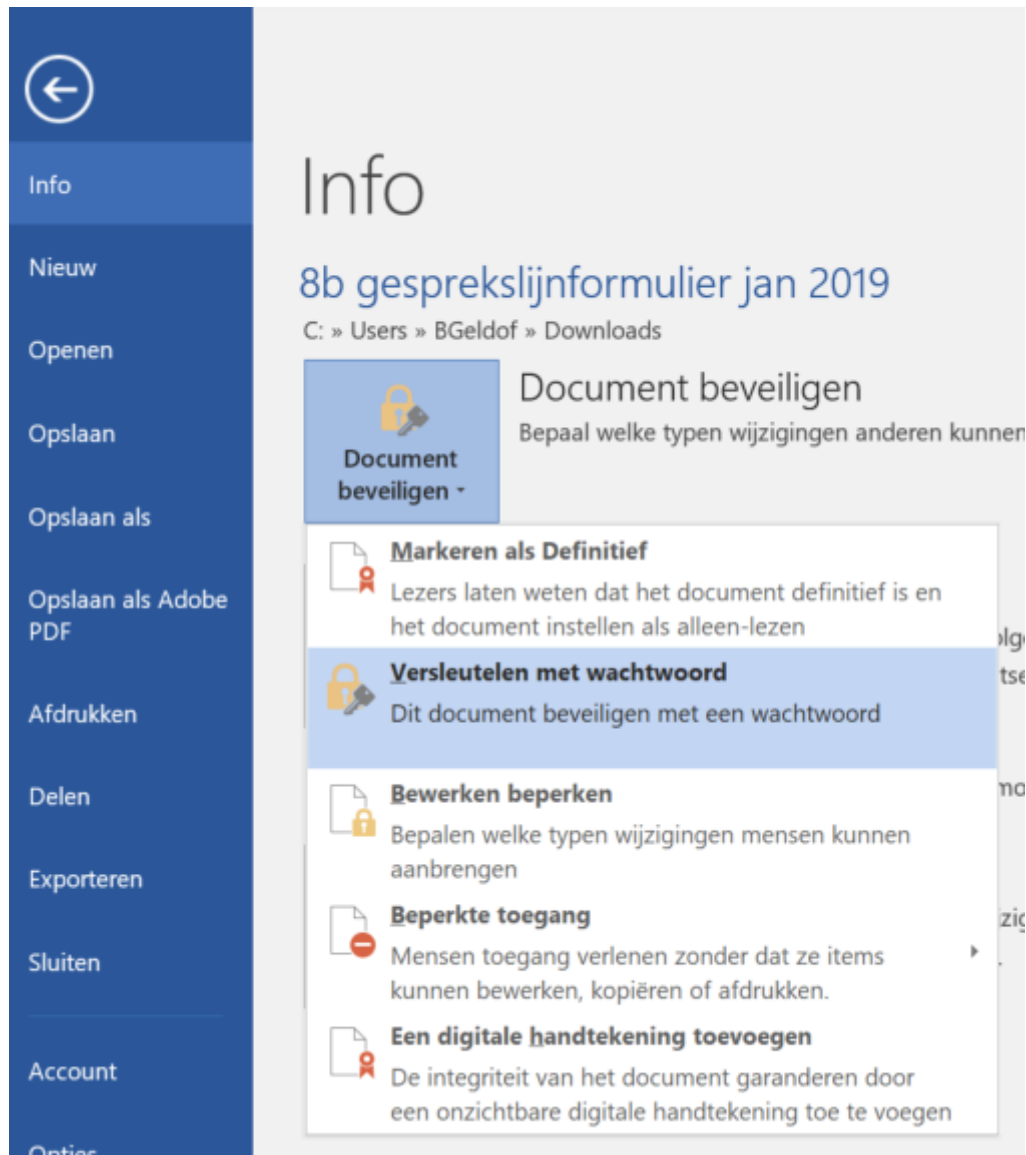 Info
Nieuw
Openen
Opslaan
Opslaan als
Opslaan als Adobe
PDF
Afdrukken
Delen
Exporteren
Sluiten
Account
Opties
Info
8b gesprekslijnformulier jan 2019
C: » Users » BGeldof » Downloads
Document
beveiligen
Document beveiligen
Bepaal welke typen wijzigingen anderen kunnen
Markeren als Definitief
Lezers laten weten dat het document definitief is en
het document instellen als alleen-lezen
Versleutelen met wachtwoord
Dit document beveiligen met een wachtwoord
Bewerken beperken
Bepalen welke typen wijzigingen mensen kunnen
aanbrengen
Beperkte toegang
Mensen toegang verlenen zonder dat ze items
kunnen bewerken, kopiëren of afdrukken.
Een digitale handtekening toevoegen
De integriteit van het document garanderen door
een onzichtbare digitale handtekening toe te voegen